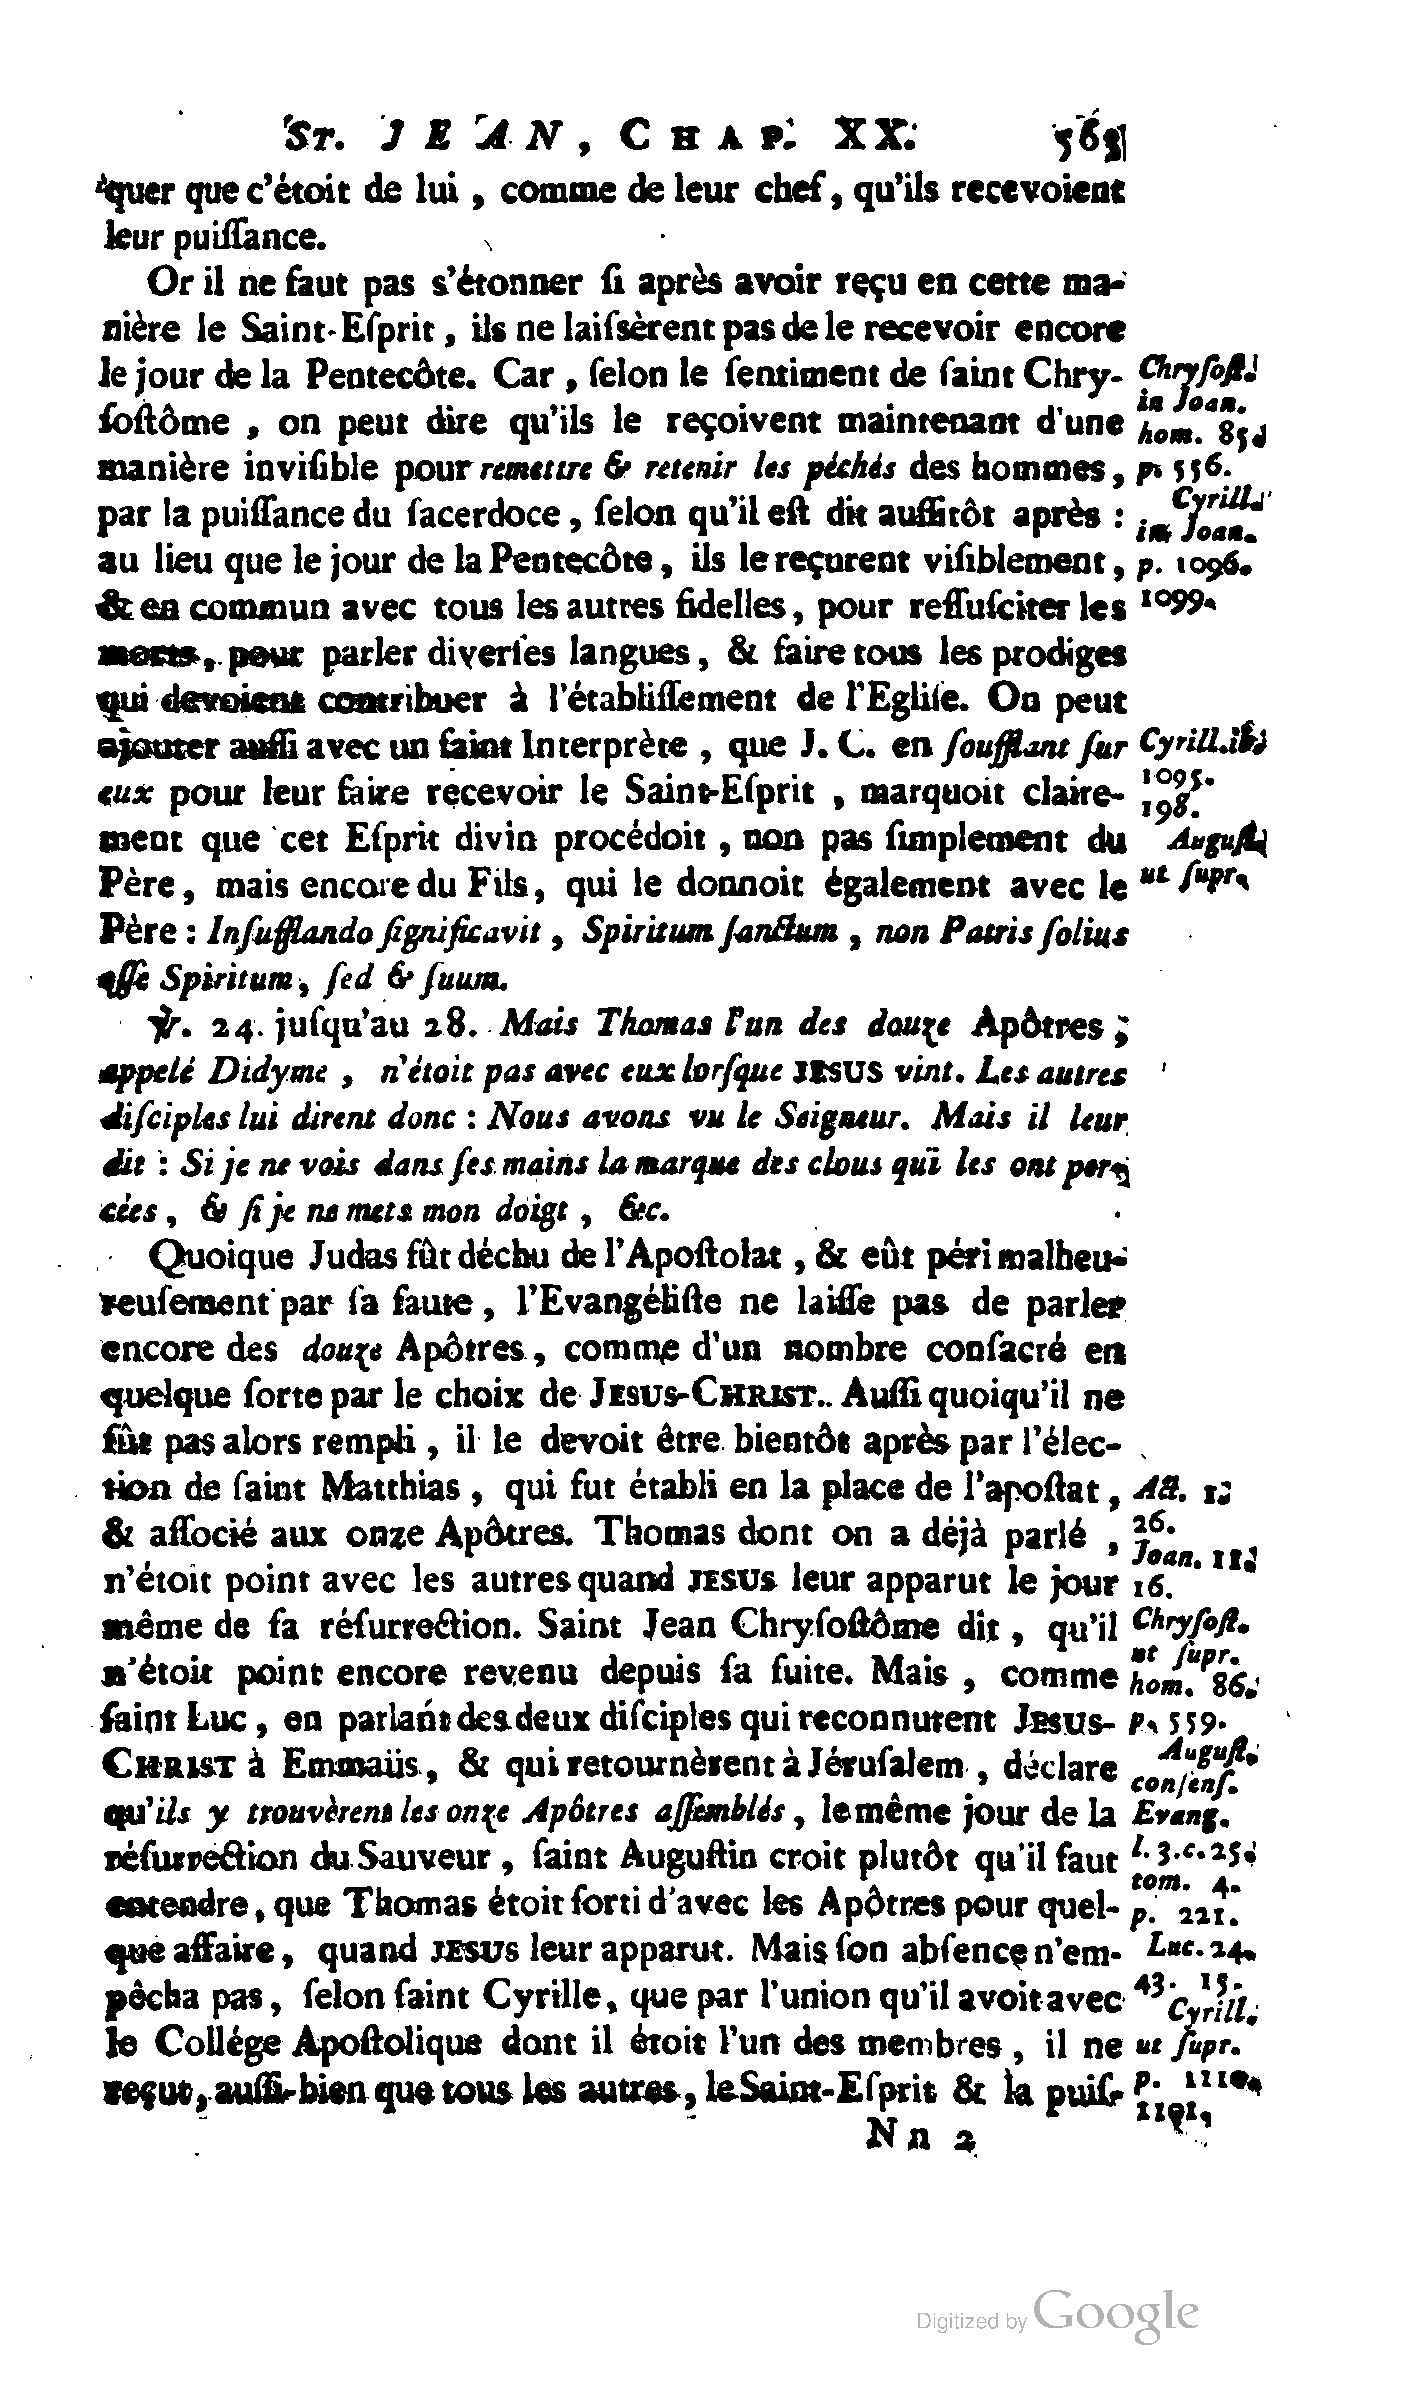 St. JEAN, CHAP. XX. 563
quer que c'étoit de lui, comme de leur chef, qu'ils recevoient
leur puiſſance.
Or il ne faut pas s'étonner ſi après avoir reçu en cette ma-
nière le Saint-Eſprit, ils ne laiſsèrent pas de le recevoir encore
le jour de la Pentecôte. Car, ſelon le ſentiment de ſaint Chry-
ſoſtôme, on peut dire qu'ils le reçoivent maintenant d'une
manière inviſible pour remettre & retenir les péchés des hommes,
par la puiſſance du ſacerdoce, ſelon qu'il eſt dit auſſitôt après :
au lieu que le jour de la Pentecôte, ils le reçurent viſiblement,
& en commun avec tous les autres fidelles, pour reſſuſciter les
morts, pour parler diverſes langues, & faire tous les prodiges
qui devoient contribuer à l'établiſſement de l'Egliſe. On peut
ajouter auſſi avec un ſaint Interprète, que J. C. en ſoufflant ſur
eux pour leur faire recevoir le Saint-Eſprit, marquoit claire-
ment que cet Eſprit divin procédoit, non pas ſimplement du
Père, mais encore du Fils, qui le donnoit également avec le
Père : Inſufflando ſignificavit, Spiritum ſanctum, non Patris ſolius
eſſe Spiritum, ſed & ſuum.
℣. 24. juſqu'au 28. Mais Thomas l'un des douze Apôtres,
appelé Didyme, n'étoit pas avec eux lorſque JESUS vint. Les autres
diſciples lui dirent donc : Nous avons vu le Seigneur. Mais il leur
dit : Si je ne vois dans ſes mains la marque des clous qui les ont per-
cées, & ſi je ne mets mon doigt, &c.
Quoique Judas fût déchu de l'Apoſtolat, & eût péri malheu-
reuſement par ſa faute, l'Evangéliſte ne laiſſe pas de parler
encore des douze Apôtres, comme d'un nombre conſacré en
quelque ſorte par le choix de JESUS-CHRIST. Auſſi quoiqu'il ne
fût pas alors rempli, il le devoit être bientôt après par l'élec-
tion de ſaint Matthias, qui fut établi en la place de l'apoſtat,
& aſſocié aux onze Apôtres. Thomas dont on a déjà parlé,
n'étoit point avec les autres quand JESUS leur apparut le jour
même de ſa réſurrection. Saint Jean Chryſoſtôme dit, qu'il
n'étoit point encore revenu depuis ſa fuite. Mais, comme
ſaint Luc, en parlant des deux diſciples qui reconnurent JESUS-
CHRIST à Emmaüs, & qui retournèrent à Jéruſalem, déclare
qu'ils y trouvèrent les onze Apôtres aſſemblés, le même jour de la
réſurrection du Sauveur, ſaint Auguſtin croit plutôt qu'il faut
entendre, que Thomas étoit ſorti d'avec les Apôtres pour quel-
que affaire, quand JESUS leur apparut. Mais ſon abſence n'em-
pêcha pas, ſelon ſaint Cyrille, que par l'union qu'il avoit avec
le Collége Apoſtolique dont il étoit l'un des membres, il ne
reçut, auſſi-bien que tous les autres, le Saint-Eſprit & la puiſ-
N n 2
Chryſoſt.
in Joan.
hom. 85.
p. 556.
Cyrill.
in Joan.
p. 1096.
1099.
Cyrill. ib.
1095.
198.
Auguſt.
ut ſupr.
Act. 1.
26.
Joan. 11.
16.
Chryſoſt.
ut ſupr.
hom. 86.
p. 559.
Auguſt.
conſenſ.
Evang.
l. 3. c. 25.
tom. 4.
p. 221.
Luc. 24.
43. 15.
Cyrill.
ut ſupr.
p. 1110.
1191.
Digitized by Google